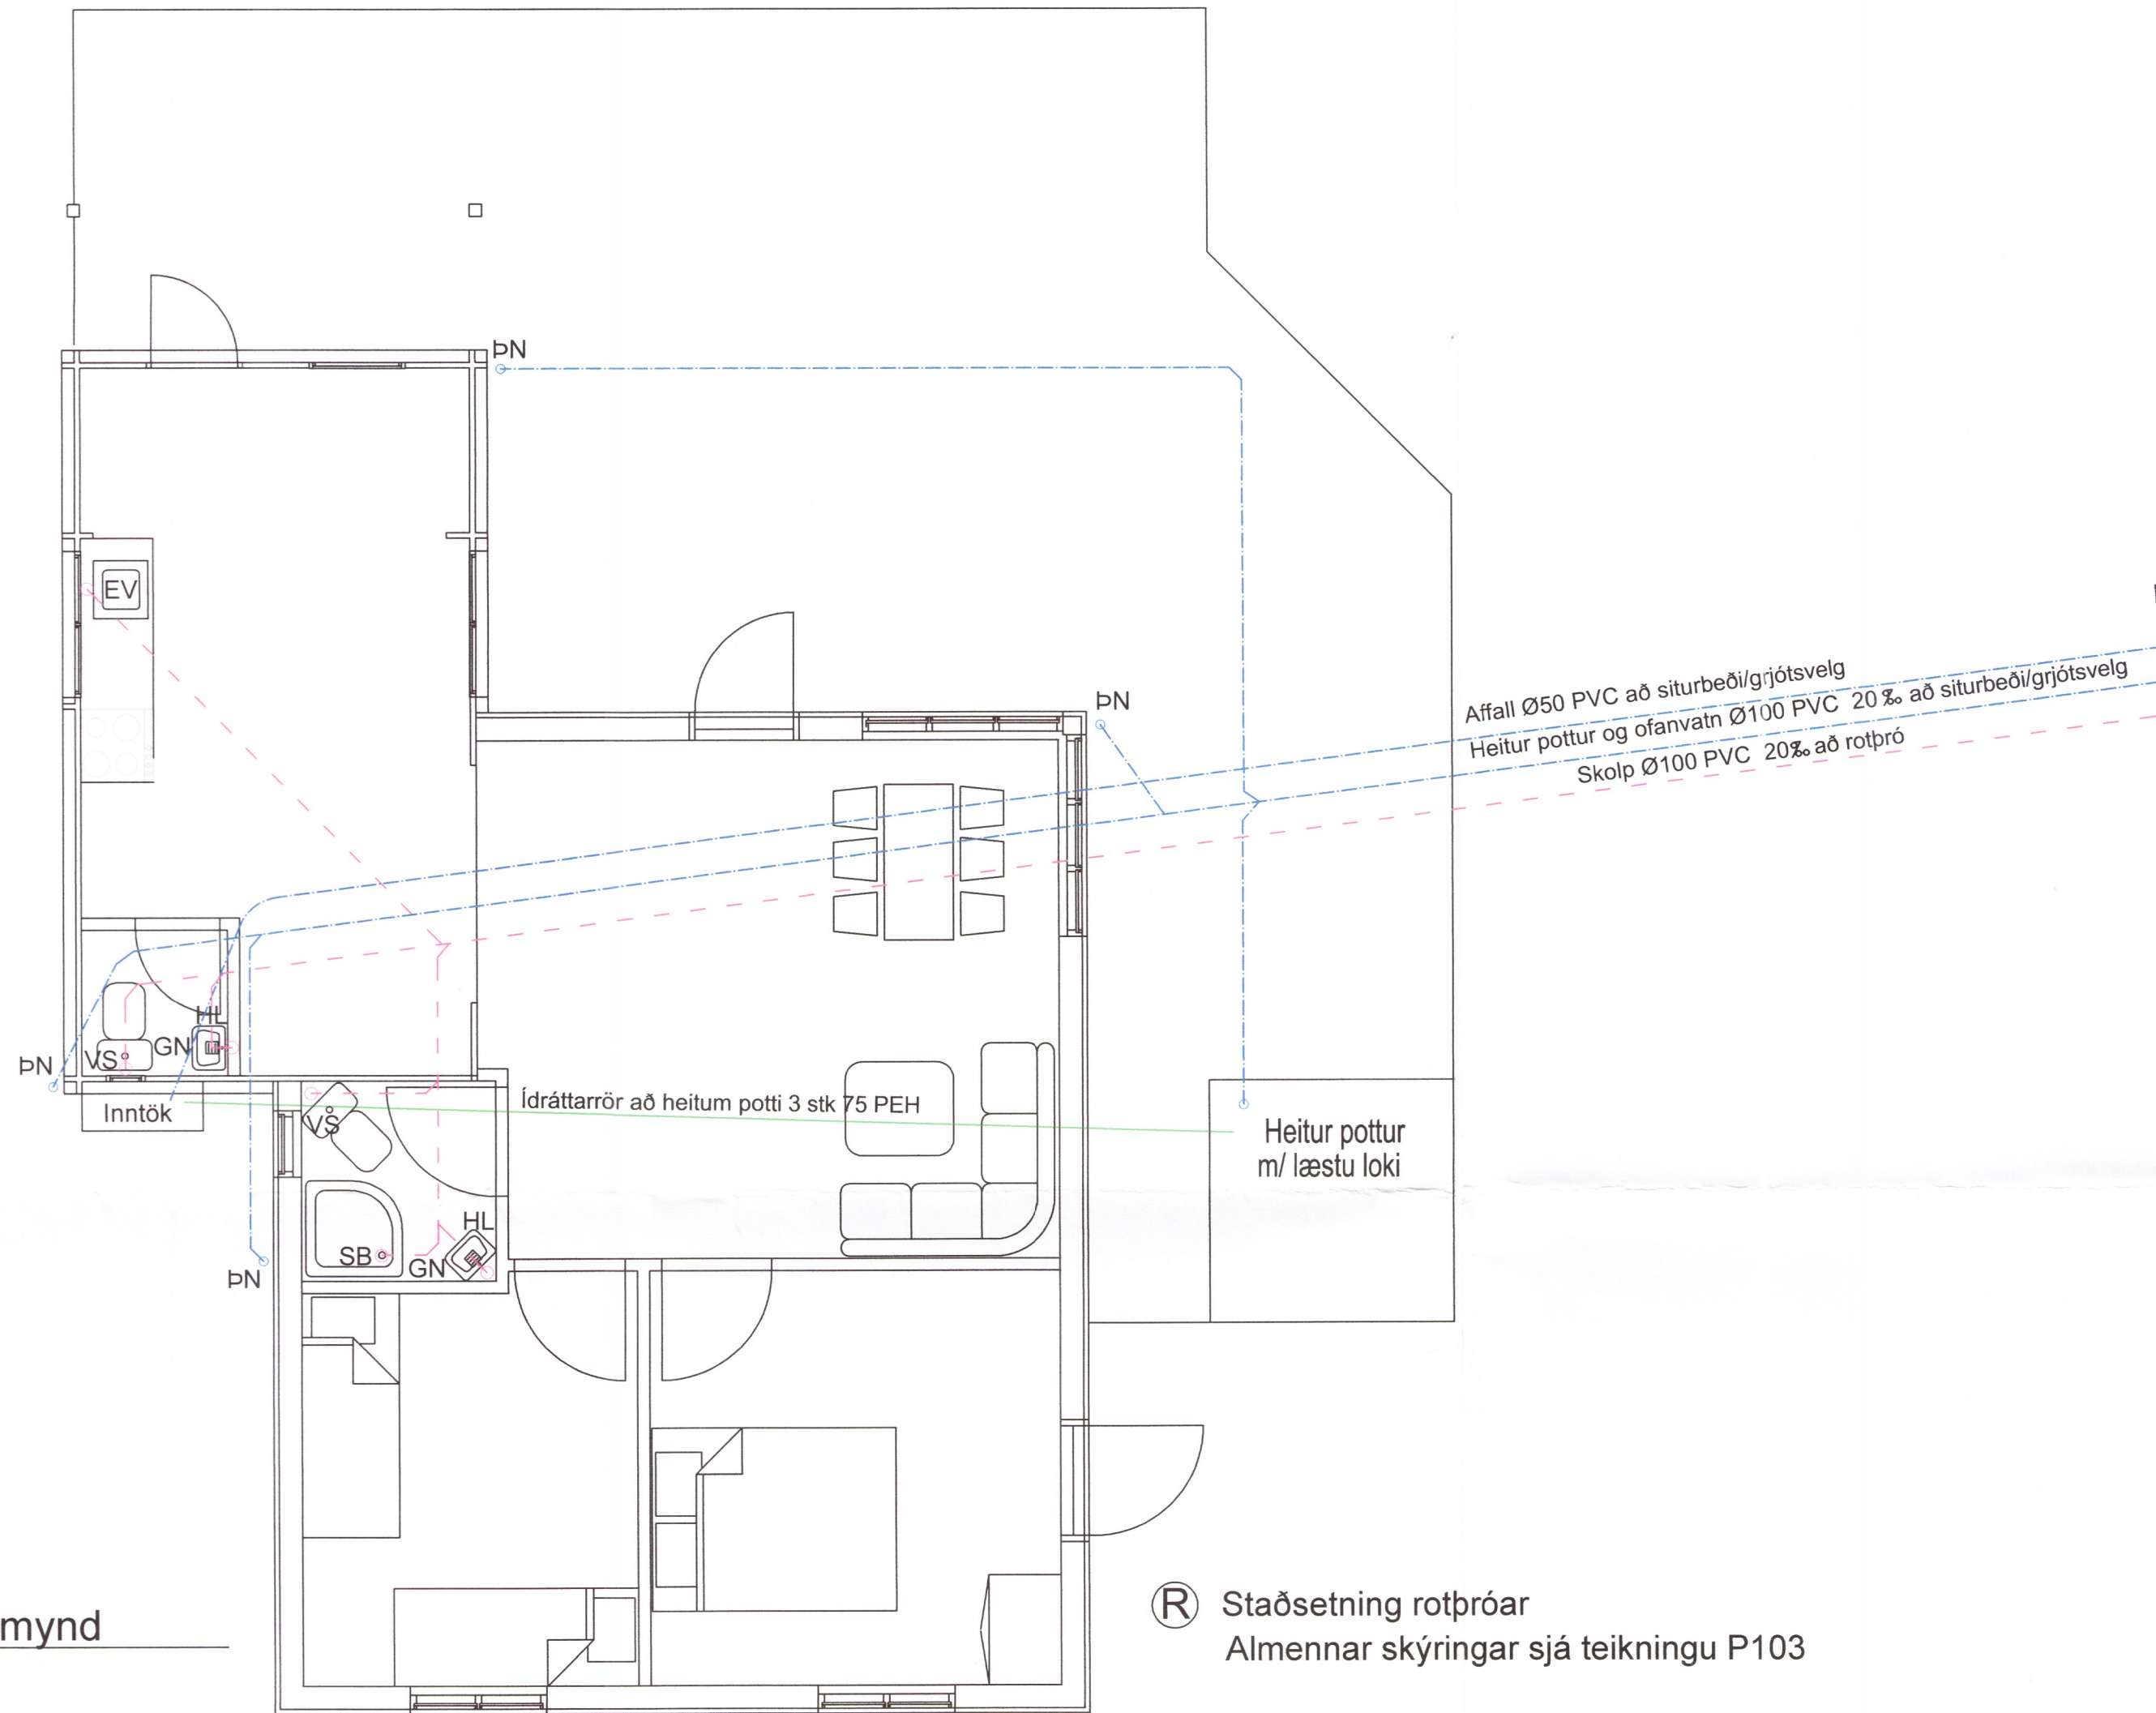 ÞN
EV
ÞN
Affall Ø50 PVC að siturbeði/grjótsvelg
Heitur pottur og ofanvatn Ø100 PVC 20‰ að siturbeði/grjótsvelg
Skolp Ø100 PVC 20‰ að rotþró
HL
GN
VS
ÞN
Inntök
Ídráttarrör að heitum potti 3 stk 75 PEH
VS
Heitur pottur
m/ læstu loki
HL
SB
GN
ÞN
R Staðsetning rotþróar
Almennar skýringar sjá teikningu P103
mynd